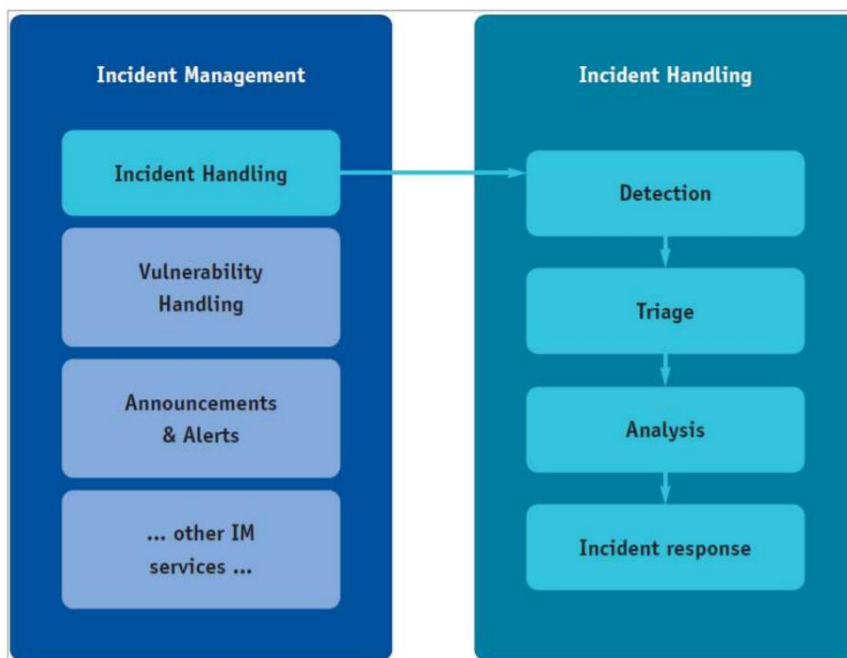 Incident Management
Incident Handling
Vulnerability
Handling
Announcements
& Alerts
... other IM
services ...
Incident Handling
Detection
Triage
Analysis
Incident response